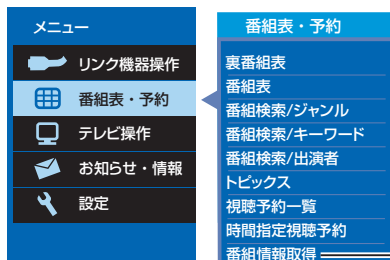 メニュー
リンク機器操作
番組表・予約
テレビ操作
お知らせ・情報
設定
番組表・予約
裏番組表
番組表
番組検索/ジャンル
番組検索/キーワード
番組検索/出演者
トピックス
視聴予約一覧
時間指定視聴予約
番組情報取得